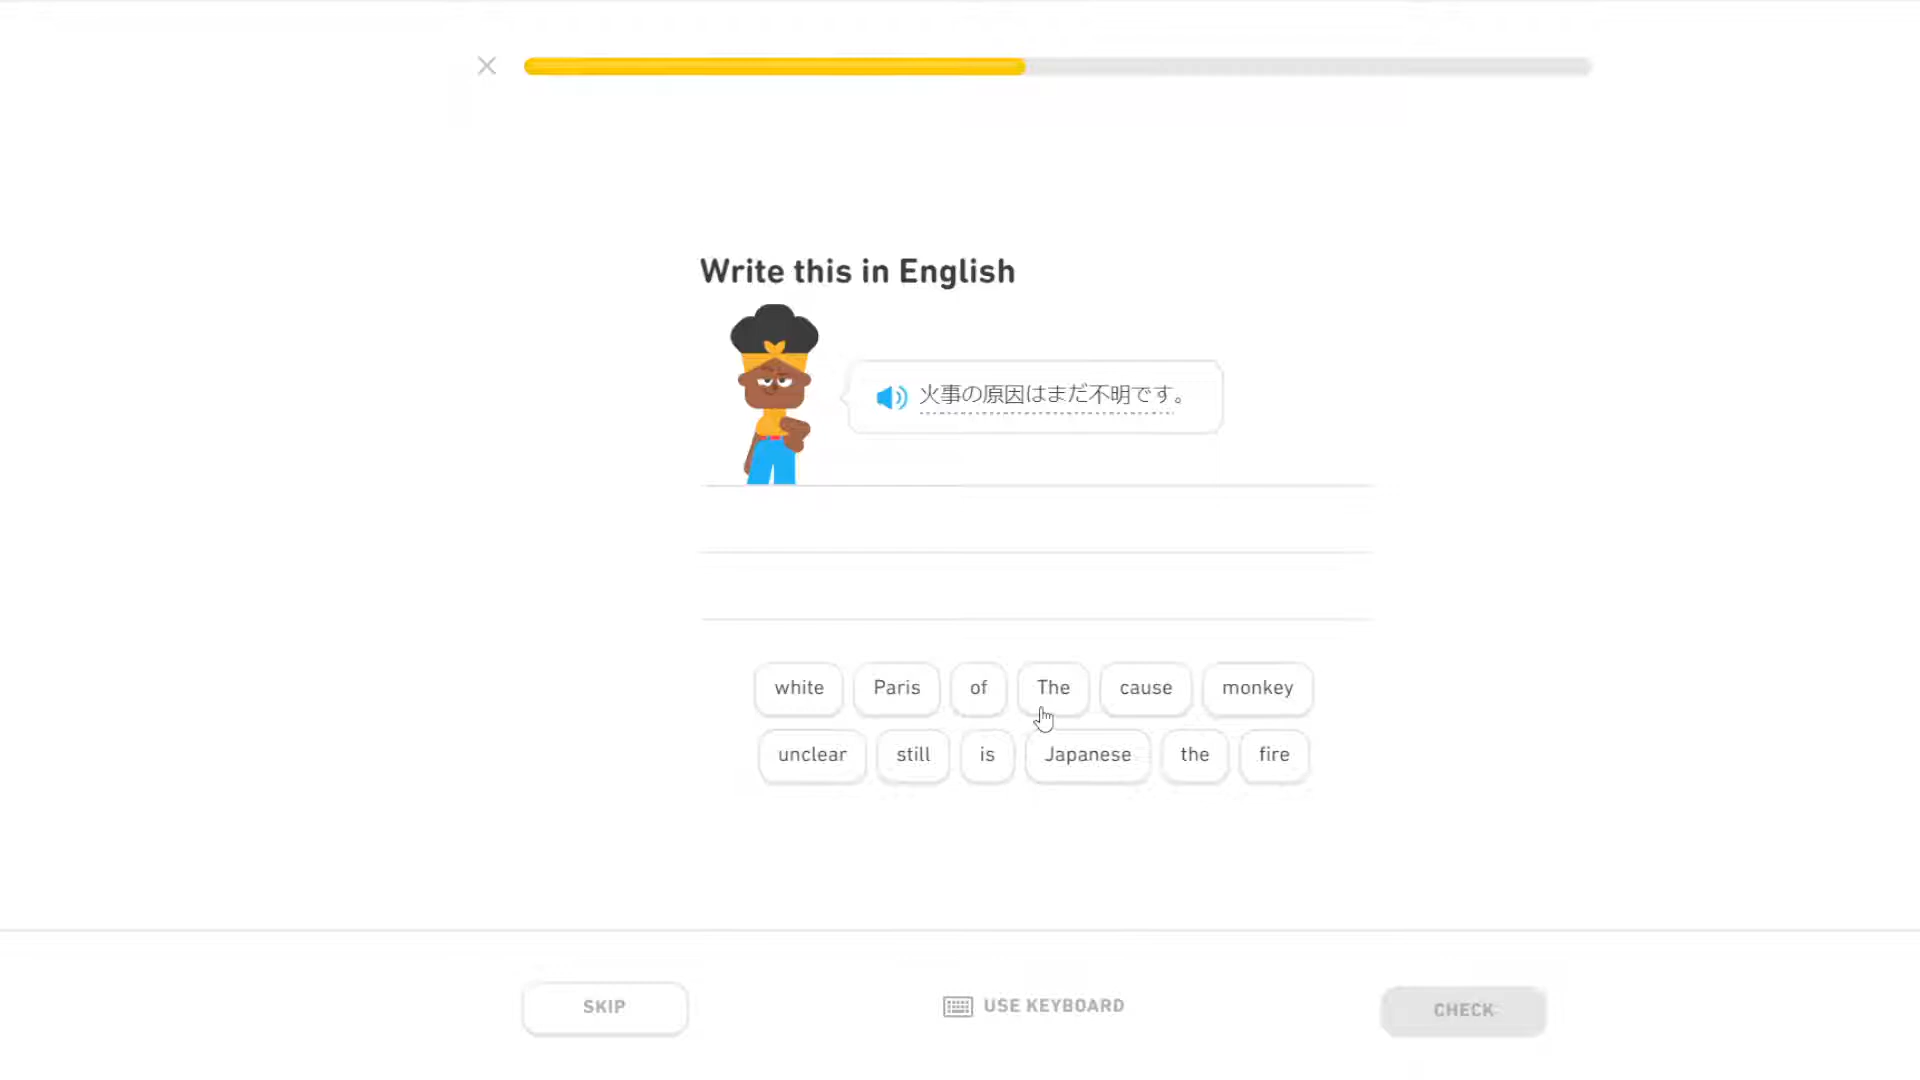 Write this in English
火事の原因はまだ不明です。
white Paris of The cause monkey
unclear still is Japanese the fire
SKIP USE KEYBOARD CHECK